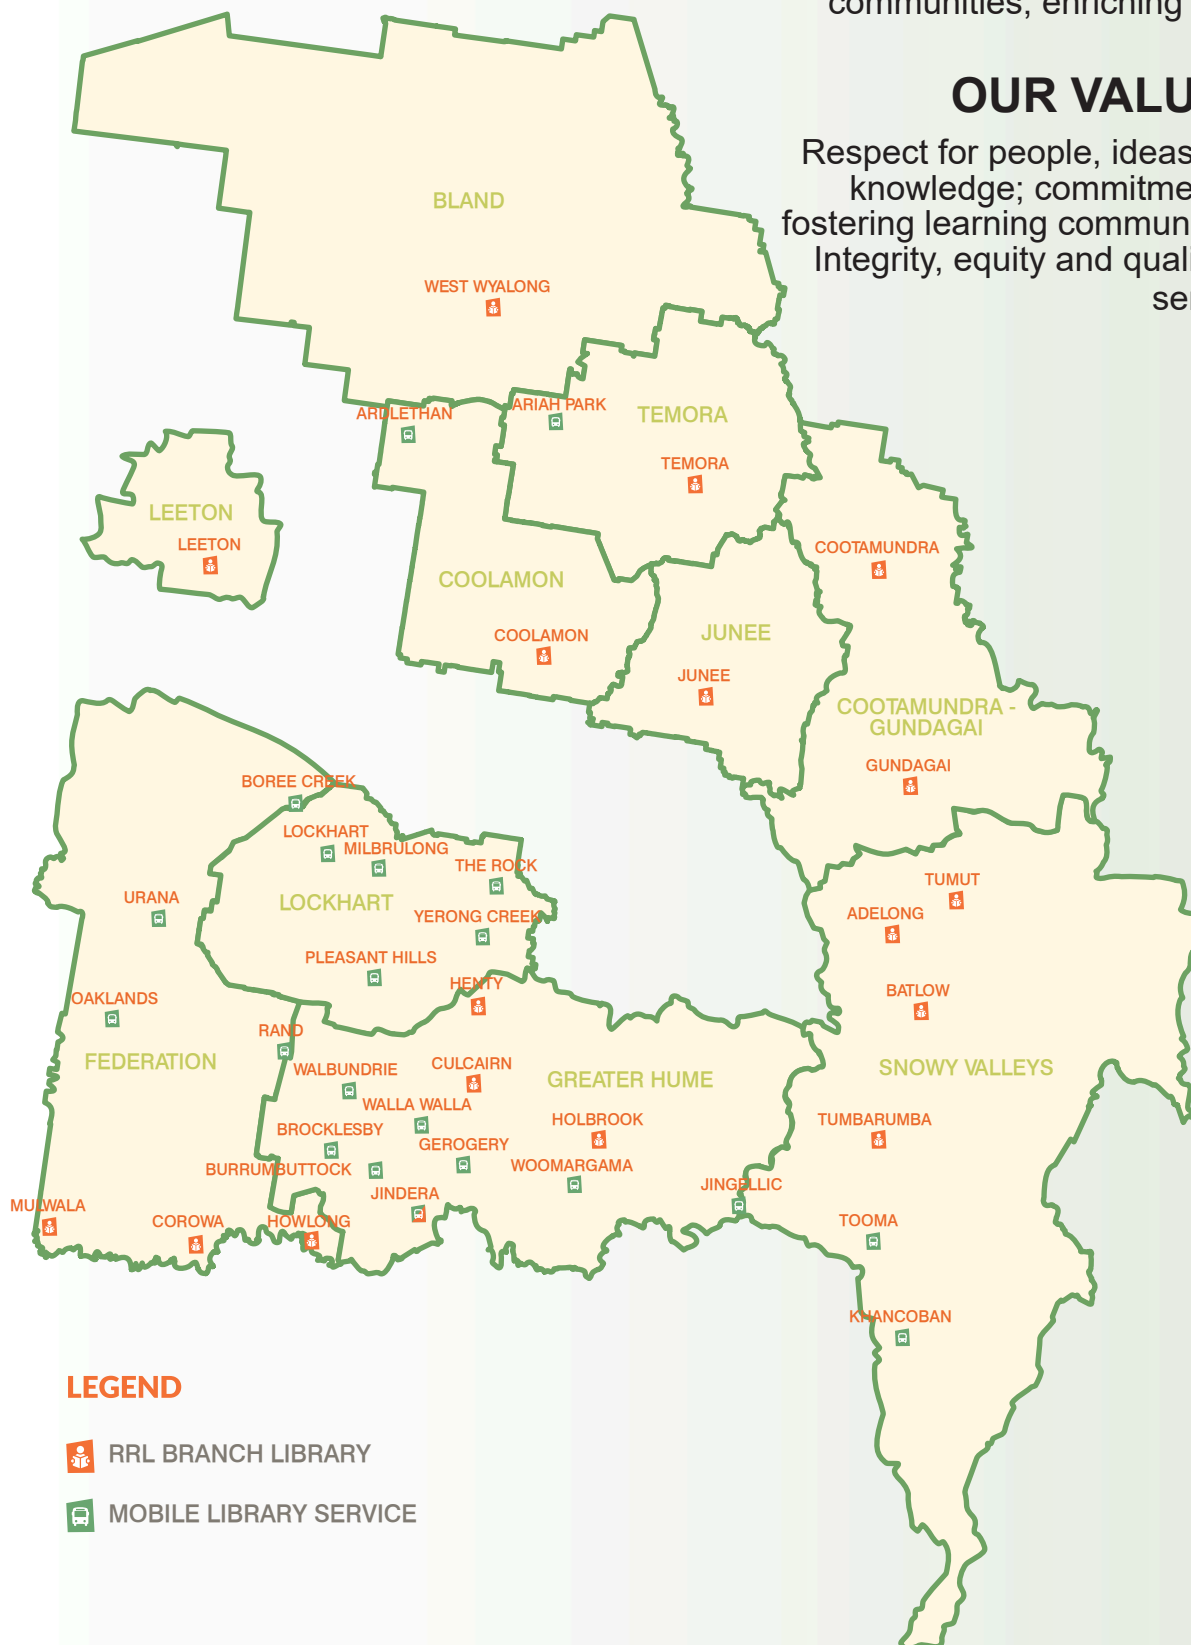 communities, enriching
OUR VALU
Respect for people, ideas
knowledge; commitme
fostering learning commun
Integrity, equity and quali
se
BLAND
WEST WYALONG
ARDLETHAN
ARIAH PARK
TEMORA
TEMORA
LEETON
LEETON
COOTAMUNDRA
COOLAMON
COOLAMON
JUNEE
JUNEE
COOTAMUNDRA -
GUNDAGAI
GUNDAGAI
BOREE CREEK
LOCKHART
MILBRULONG
THE ROCK
URANA
LOCKHART
YERONG CREEK
TUMUT
ADELONG
PLEASANT HILLS
HENTY
OAKLANDS
BATLOW
RAND
FEDERATION
WALBUNDRIE
CULCAIRN
GREATER HUME
SNOWY VALLEYS
WALLA WALLA
BROCKLESBY
HOLBROOK
TUMBARUMBA
GEROGERY
BURRUMBUTTOCK
WOOMARGAMA
JINDERA
JINGELLIC
MULWALA
COROWA
HOWLONG
TOOMA
KHANCOBAN
LEGEND
RRL BRANCH LIBRARY
MOBILE LIBRARY SERVICE